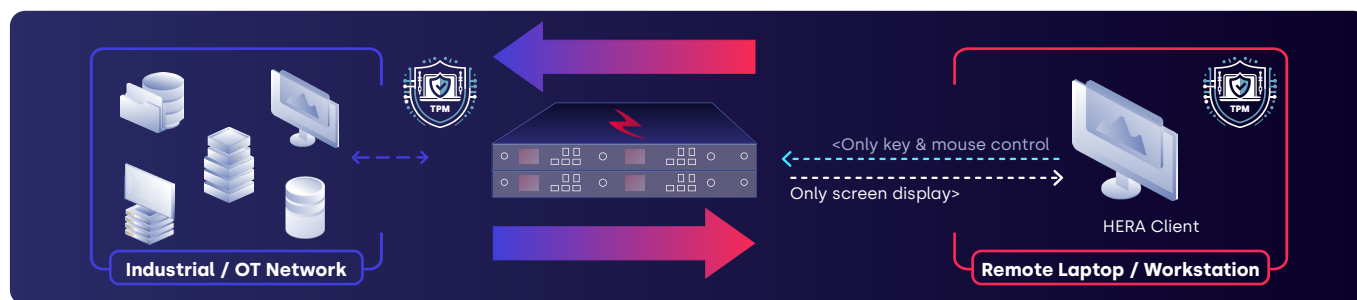 TPM
TPM
<Only key & mouse control
Only screen display>
HERA Client
Industrial / OT Network
Remote Laptop / Workstation